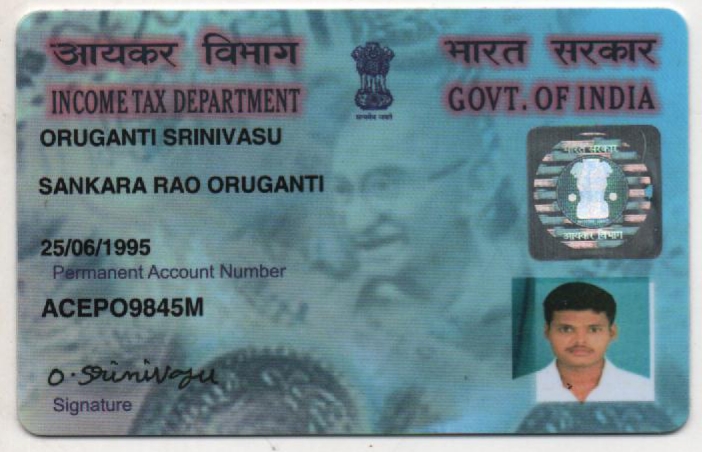 आयकर विभाग
भारत सरकार
INCOME TAX DEPARTMENT
GOVT. OF INDIA
सत्यमेव जयते
ORUGANTI SRINIVASU
SANKARA RAO ORUGANTI
25/06/1995
Permanent Account Number
ACEPO9845M
भारत सरकार
आयकर विभाग
O. Srinivasu
Signature